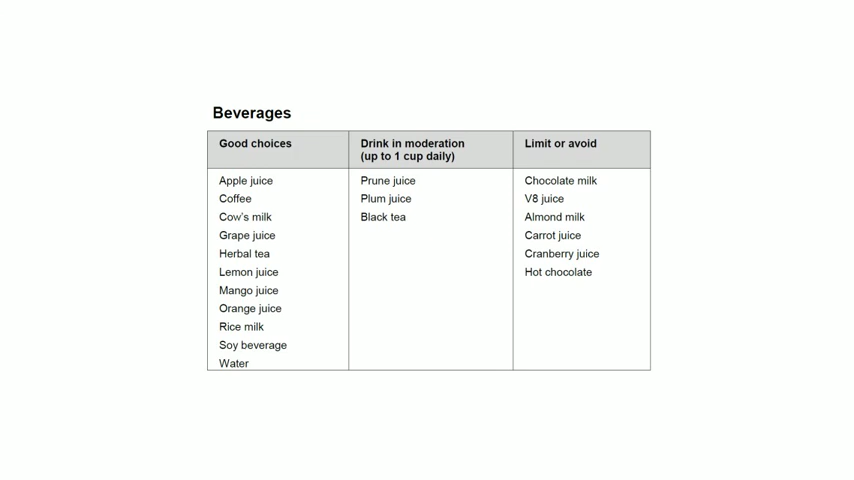 Beverages
Good choices
Drink in moderation
(up to 1 cup daily)
Limit or avoid
Apple juice
Prune juice
Chocolate milk
Coffee
Plum juice
V8 juice
Cow's milk
Black tea
Almond milk
Grape juice
Carrot juice
Herbal tea
Cranberry juice
Lemon juice
Hot chocolate
Mango juice
Orange juice
Rice milk
Soy beverage
Water